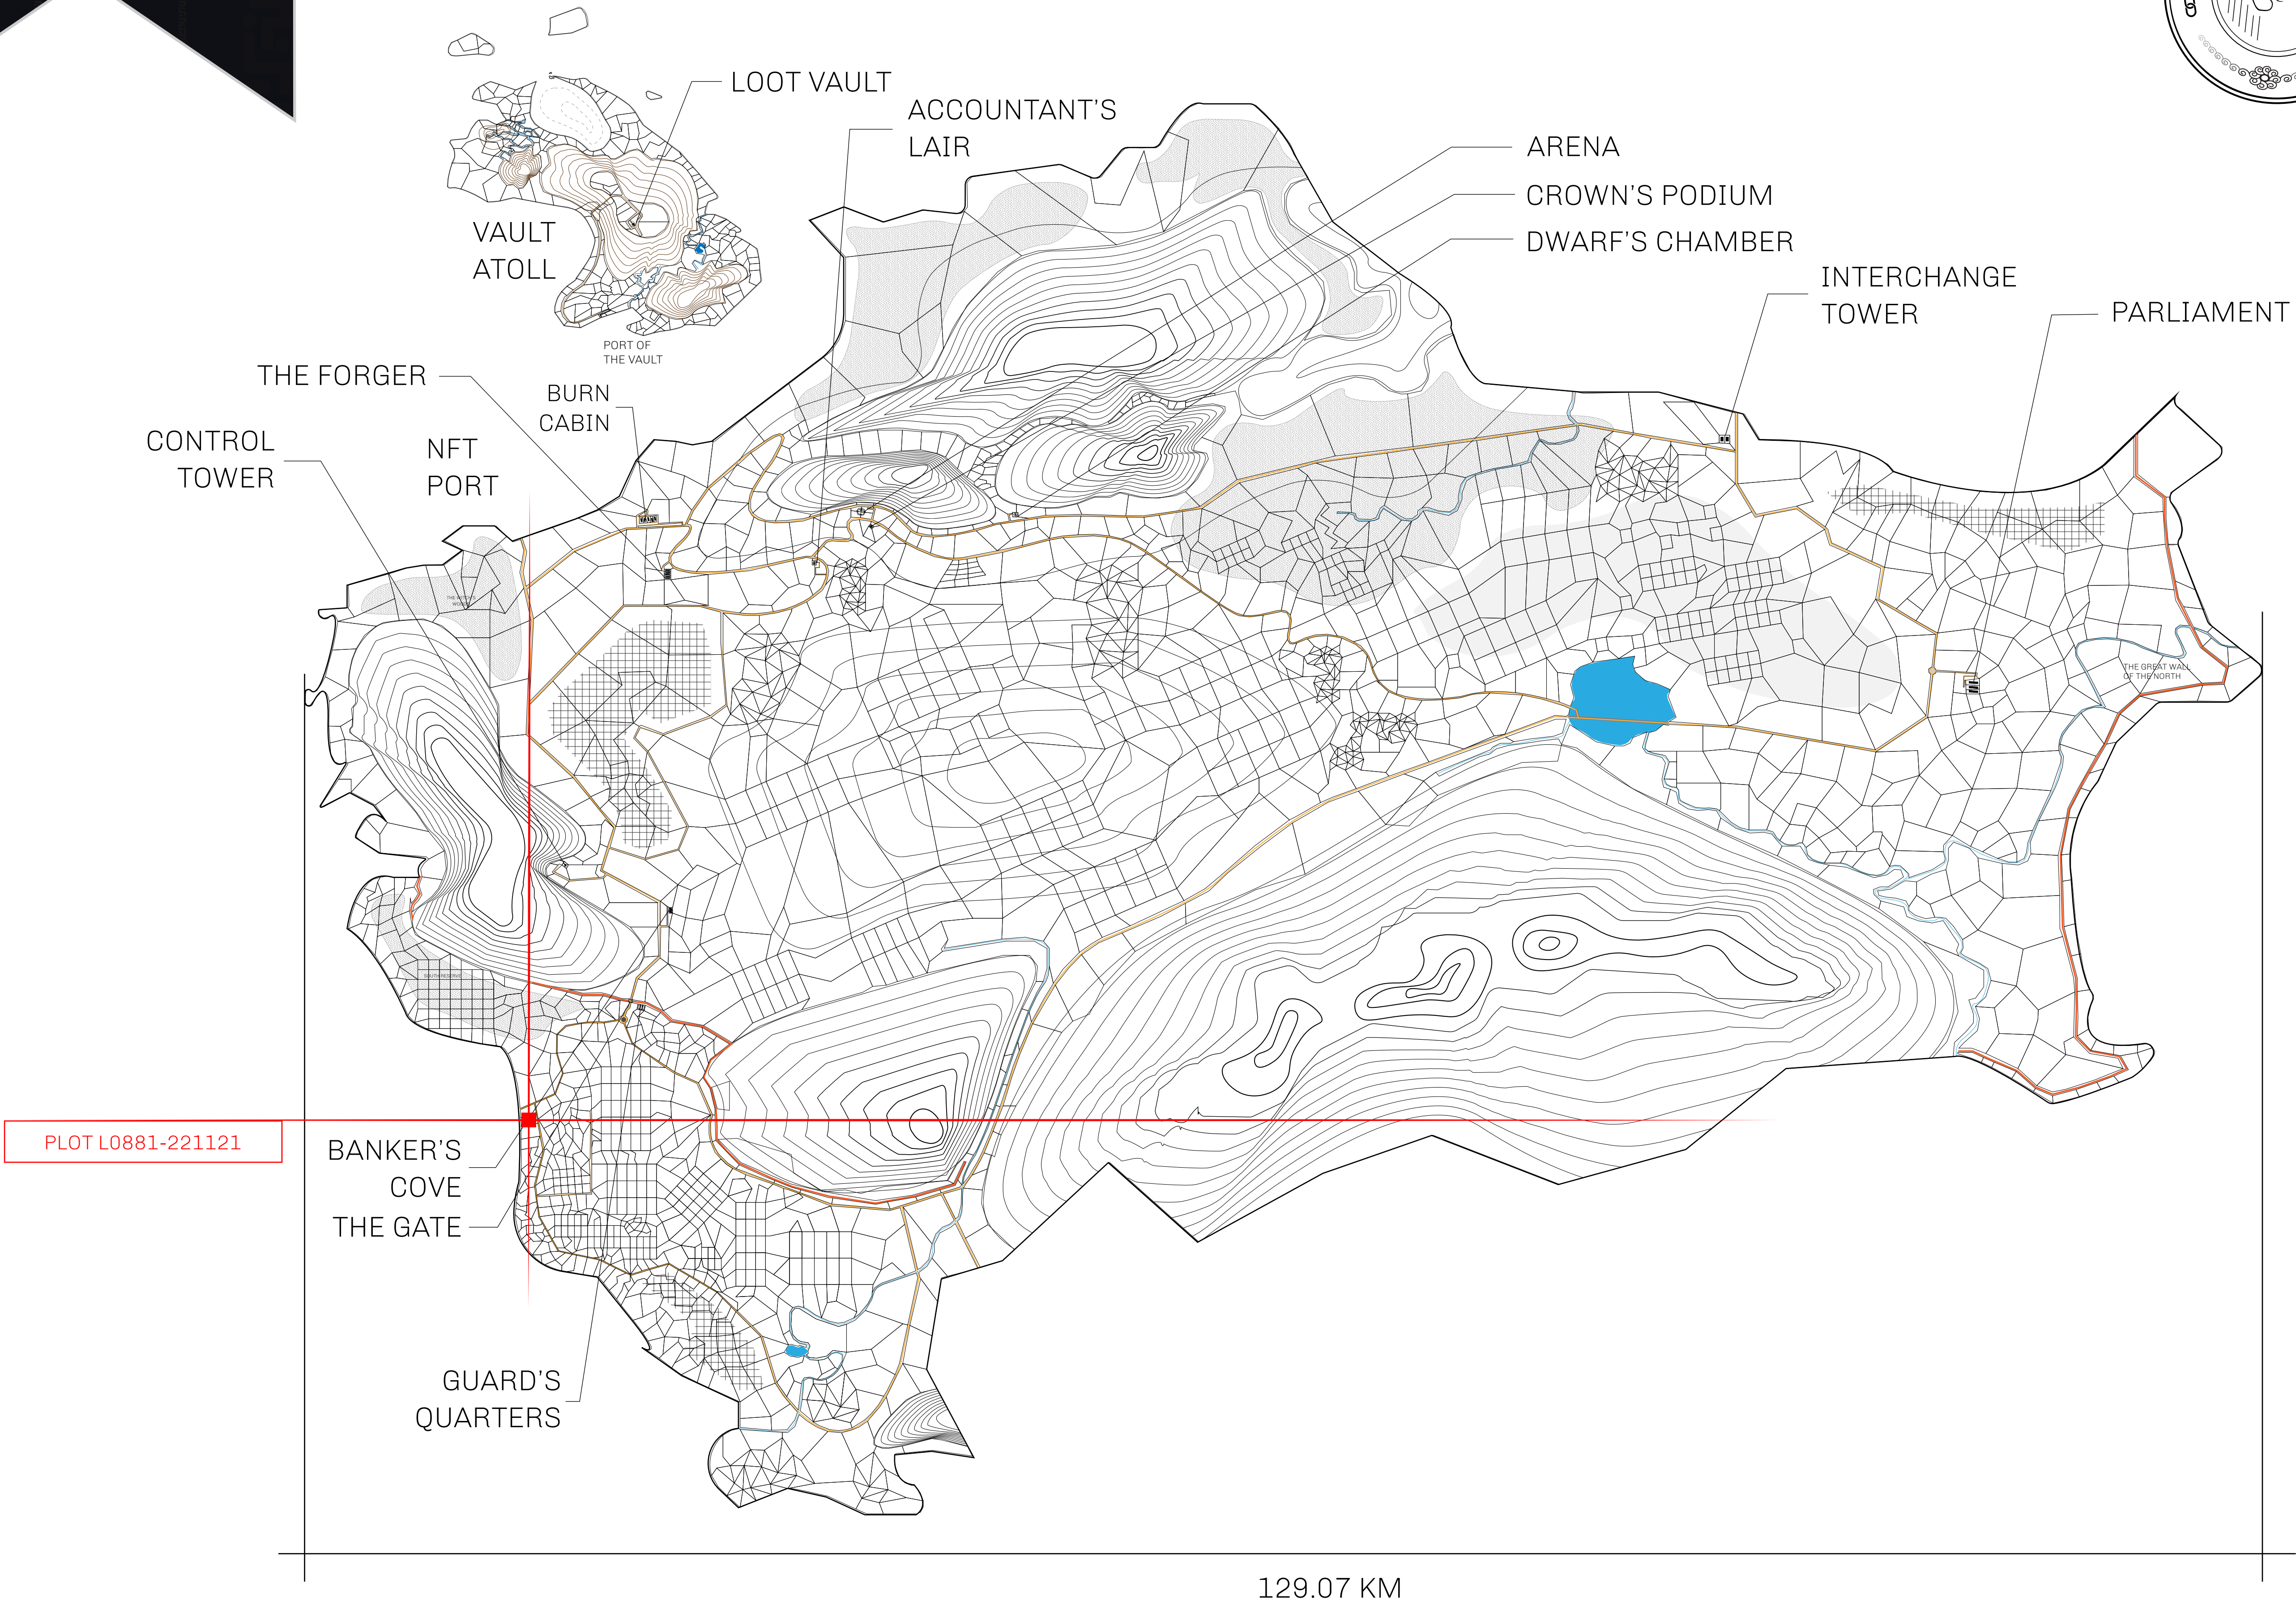 LOOT VAULT
ACCOUNTANT'S
LAIR
ARENA
CROWN'S PODIUM
DWARF'S CHAMBER
VAULT
ATOLL
INTERCHANGE
TOWER
PARLIAMENT
PORT OF
THE VAULT
THE FORGER
BURN
CABIN
CONTROL
TOWER
NFT
PORT
THE GREAT WALL
OF THE NORTH
SOUTH RESERVE
PLOT L0881-221121
BANKER'S
COVE
THE GATE
GUARD'S
QUARTERS
129.07 KM